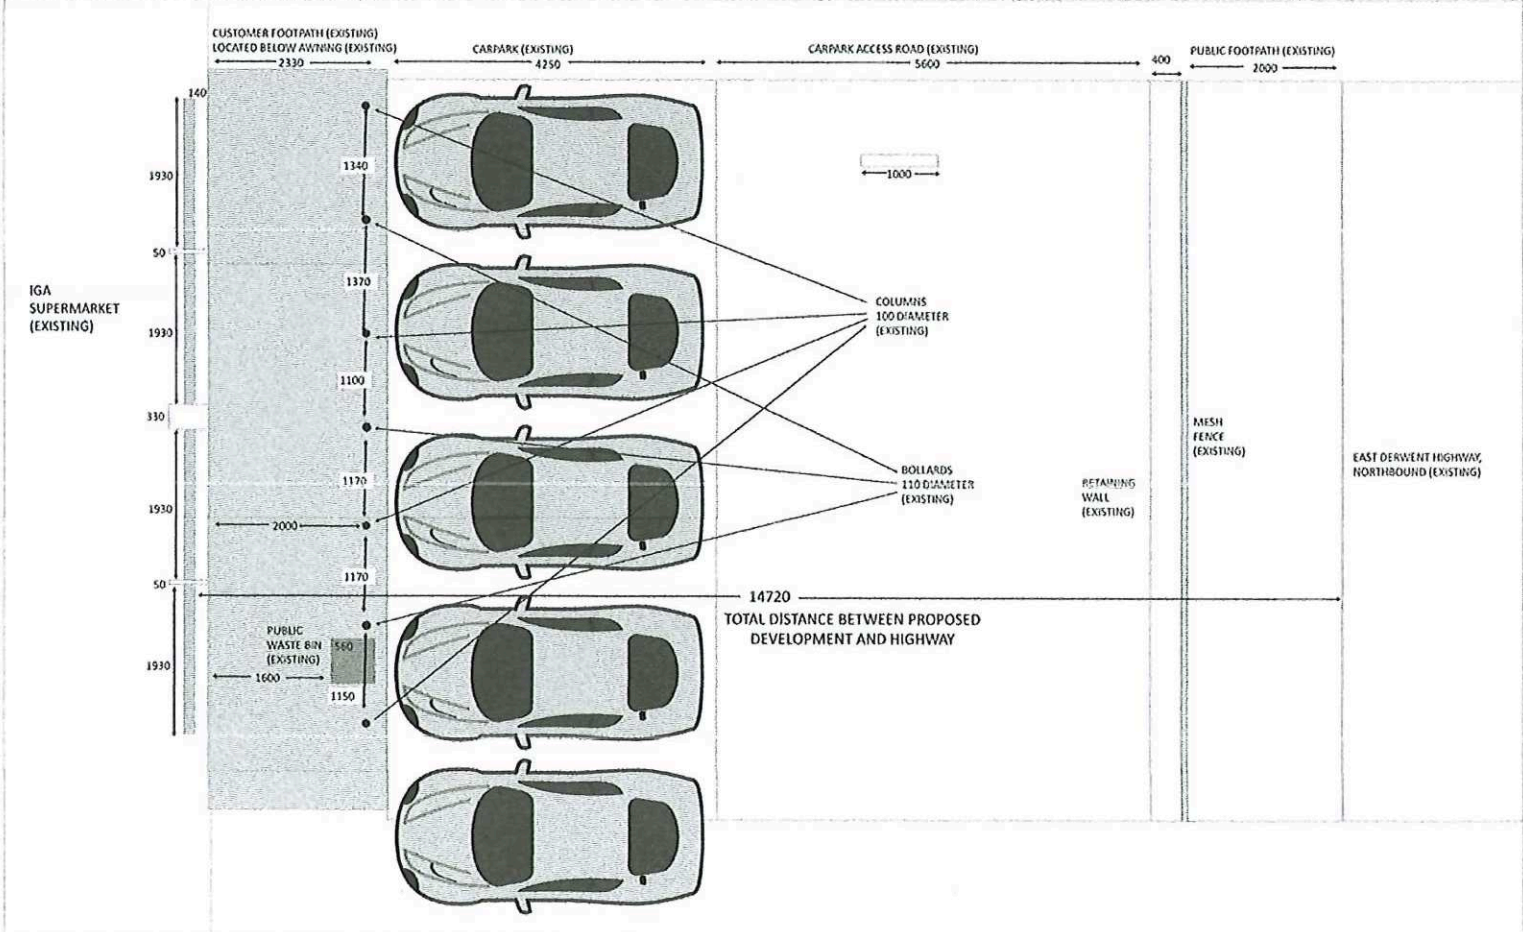 CUSTOMER FOOTPATH (EXISTING)
LOCATED BELOW AWNING (EXISTING)
2330
CARPARK (EXISTING)
4250
CARPARK ACCESS ROAD (EXISTING)
5600
400
PUBLIC FOOTPATH (EXISTING)
2000
140
1930
1340
1000
50
1370
IGA
SUPERMARKET
(EXISTING)
1930
COLUMNS
100 DIAMETER
(EXISTING)
1100
330
MESH
FENCE
(EXISTING)
1170
BOLLARDS
110 DIAMETER
(EXISTING)
RETAINING
WALL
(EXISTING)
EAST DERWENT HIGHWAY,
NORTHBOUND (EXISTING)
1930
2000
1170
50
14720
TOTAL DISTANCE BETWEEN PROPOSED
DEVELOPMENT AND HIGHWAY
PUBLIC
WASTE BIN
(EXISTING)
560
1930
1600
1150